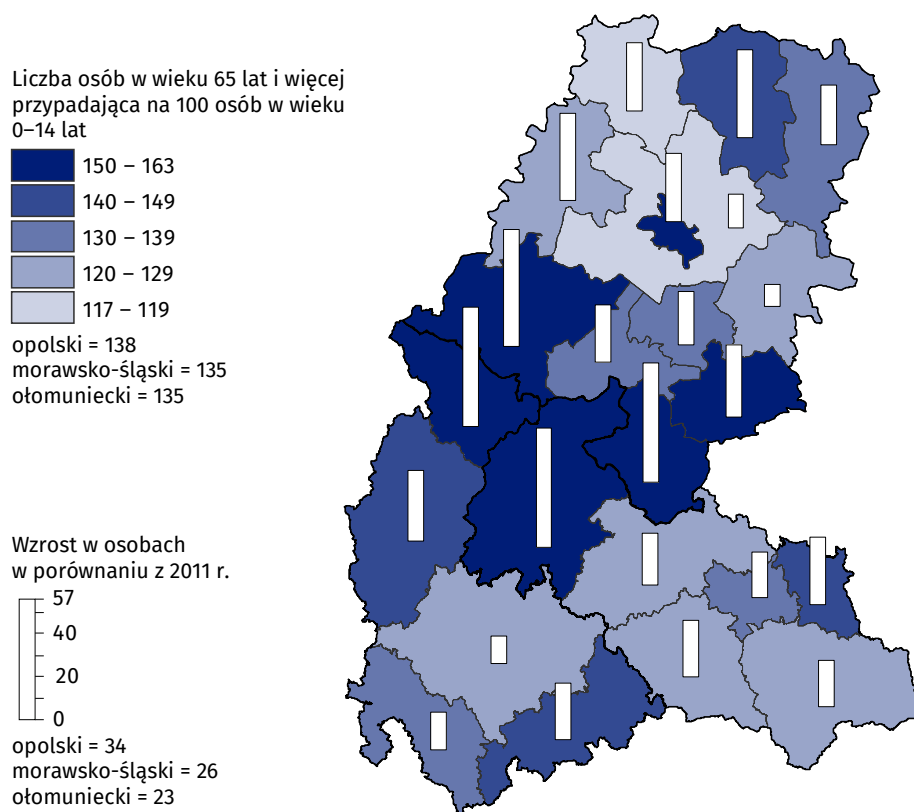 Liczba osób w wieku 65 lat i więcej
przypadająca na 100 osób w wieku
0–14 lat
150 – 163
140 – 149
130 – 139
120 – 129
117 – 119
opolski = 138
morawsko-śląski = 135
ołomuniecki = 135
Wzrost w osobach
w porównaniu z 2011 r.
57
40
20
0
opolski = 34
morawsko-śląski = 26
ołomuniecki = 23